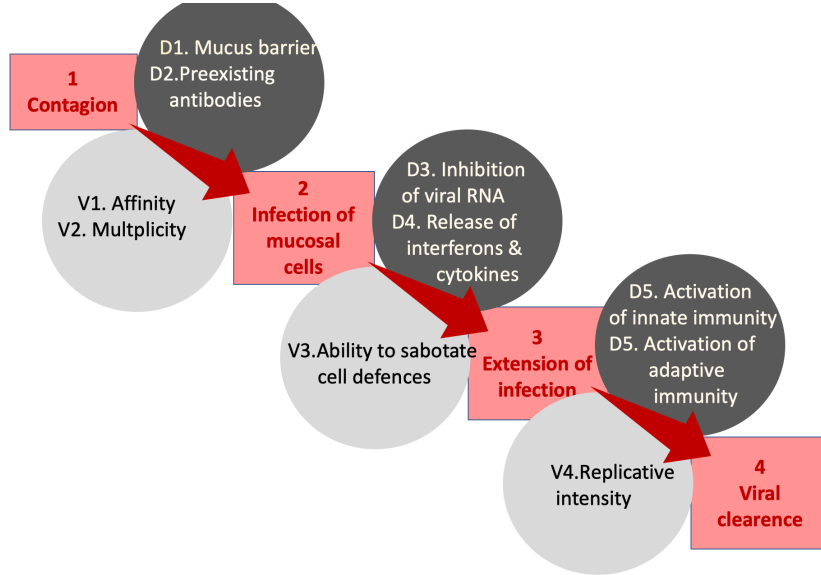 1
Contagion
D1. Mucus barrier
D2.Preexisting
antibodies
V1. Affinity
V2. Multplicity
2
Infection of
mucosal
cells
D3. Inhibition
of viral RNA
D4. Release of
interferons &
cytokines
V3.Ability to sabotate
cell defences
3
Extension of
infection
D5. Activation
of innate immunity
D5. Activation of
adaptive
immunity
V4.Replicative
intensity
4
Viral
clearence